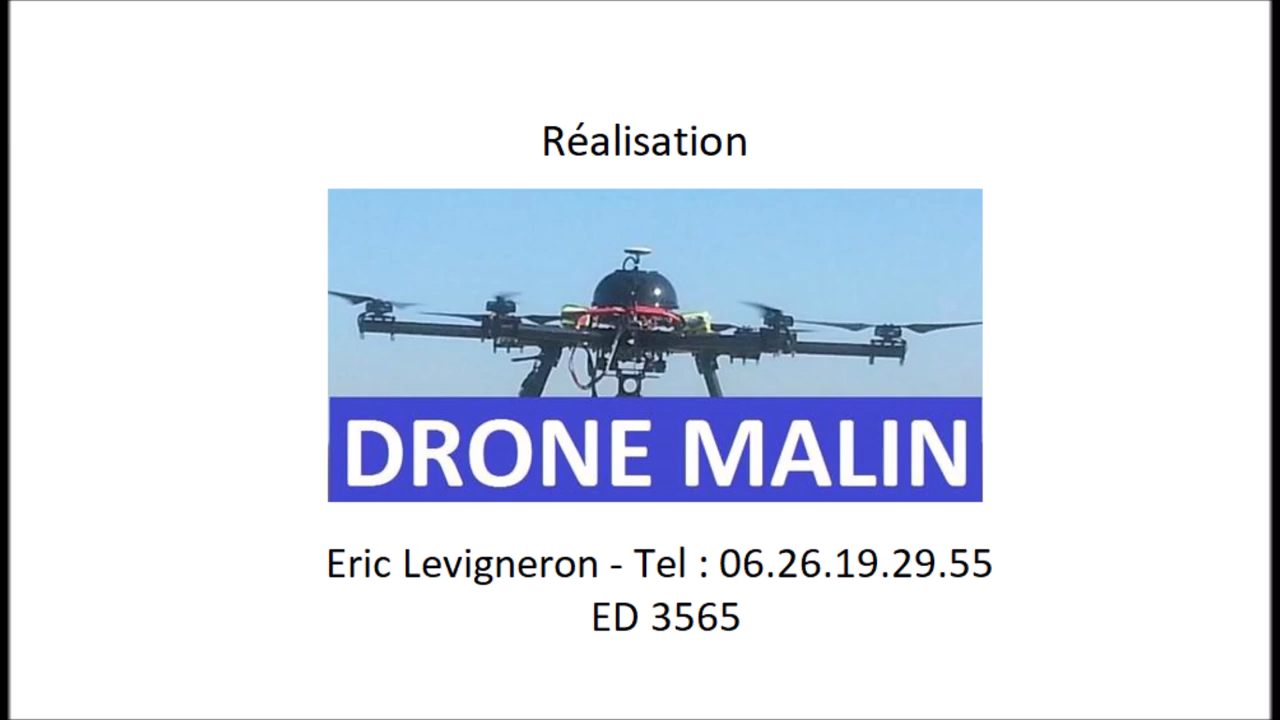 Réalisation
DRONE MALIN
Eric Levigneron - Tel : 06.26.19.29.55
ED 3565